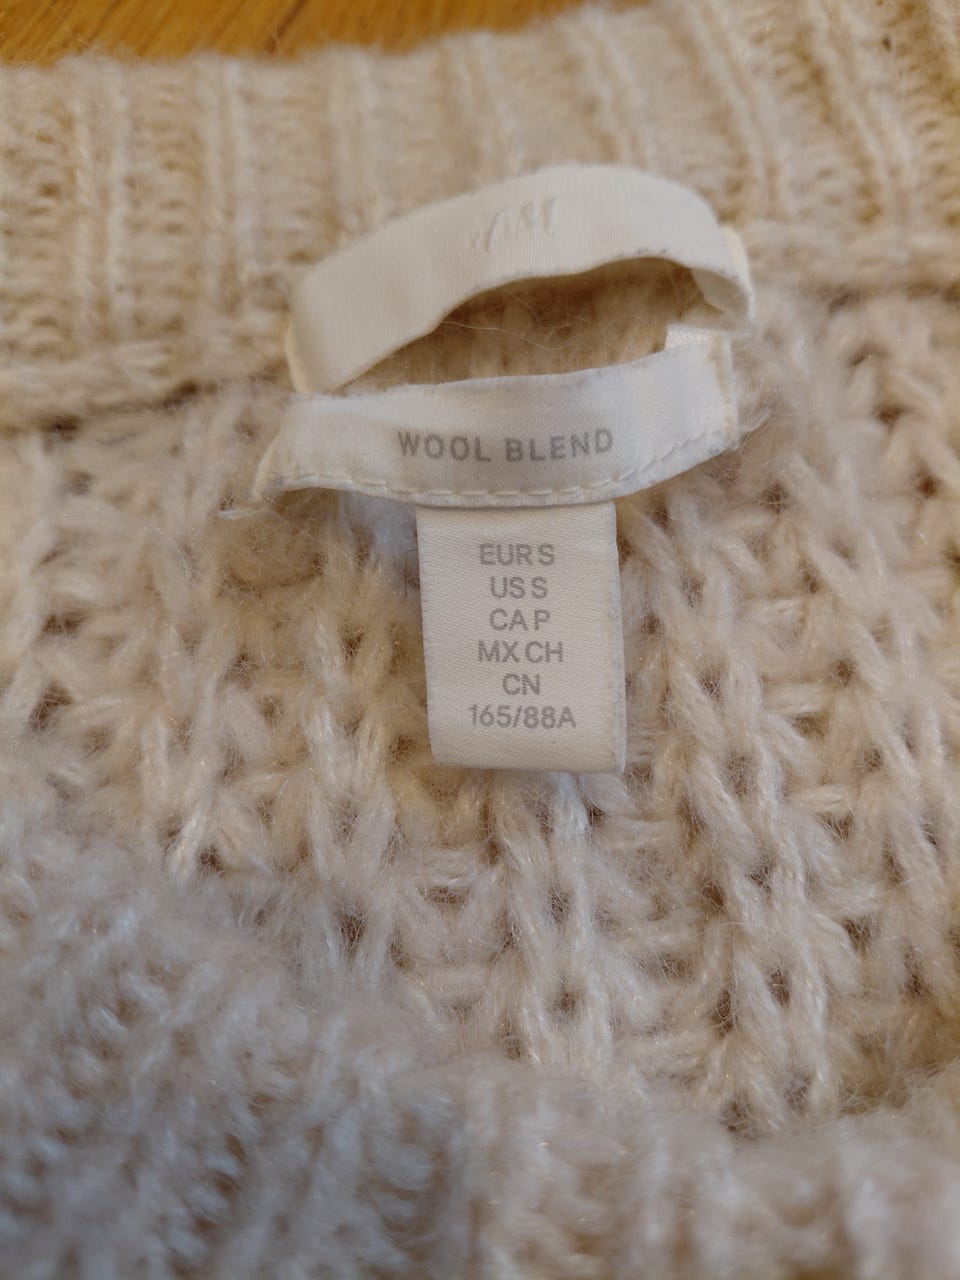 WOOL BLEND
EUR S
US S
CA P
MX CH
CN
165/88A